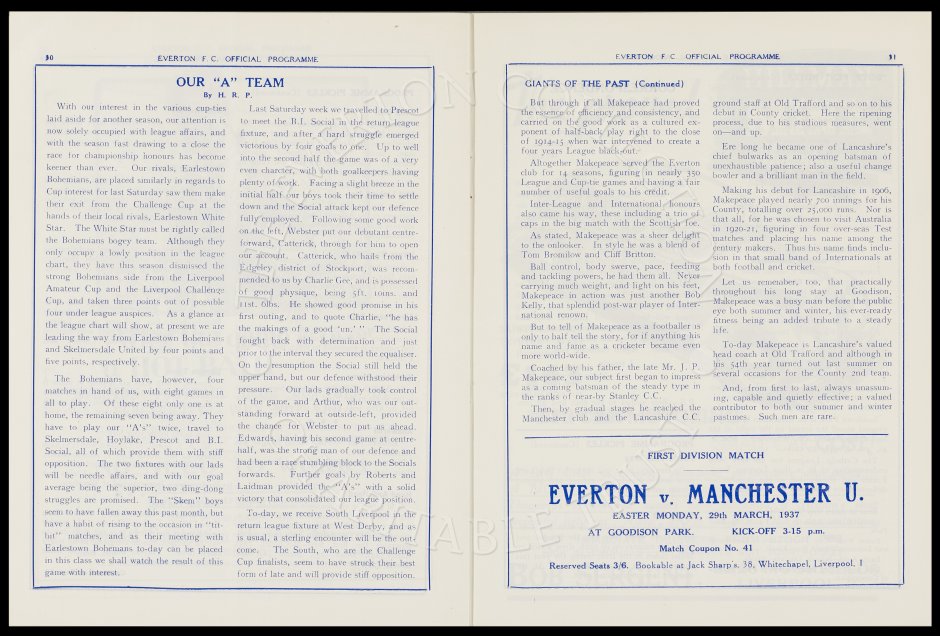 30
EVERTON F. C. OFFICIAL PROGRAMME
OUR "A" TEAM
By H. R. P.
With our interest in the various cup-ties
laid aside for another season, our attention is
now solely occupied with league affairs, and
with the season fast drawing to a close the
race for championship honours has become
keener than ever. Our rivals, Earlestown
Bohemians, are placed similarly in regards to
Cup interest for last Saturday saw them make
their exit from the Challenge Cup at the
hands of their local rivals, Earlestown White
Star. The White Star must be rightly called
the Bohemians bogey team. Although they
only occupy a lowly position in the league
chart, they have this season dismissed the
strong Bohemians side from the Liverpool
Amateur Cup and the Liverpool Challenge
Cup, and taken three points out of possible
four under league auspices. As a glance at
the league chart will show, at present we are
leading the way from Earlestown Bohemians
and Skelmersdale United by four points and
five points, respectively.
The Bohemians have, however, four
matches in hand of us, with eight games in
all to play. Of these eight only one is at
home, the remaining seven being away. They
have to play our "A's" twice, travel to
Skelmersdale, Hoylake, Prescot and B.I.
Social, all of which provide them with stiff
opposition. The two fixtures with our lads
will be needle affairs, and with our goal
average being the superior, two ding-dong
struggles are promised. The "Skem" boys
seem to have fallen away this past month, but
have a habit of rising to the occasion in "tit-
bit" matches, and as their meeting with
Earlestown Bohemians to-day can be placed
in this class we shall watch the result of this
game with interest.
Last Saturday week we travelled to Prescot
to meet the B.I. Social in the return league
fixture, and after a hard struggle emerged
victorious by four goals to one. Up to well
into the second half the game was of a very
even charcter, with both goalkeepers having
plenty of work. Facing a slight breeze in the
initial half our boys took their time to settle
down and the Social attack kept our defence
fully employed. Following some good work
on the left, Webster put our debutant centre-
forward, Catterick, through for him to open
our account. Catterick, who hails from the
Edgeley district of Stockport, was recom-
mended to us by Charlie Gee, and is possessed
of good physique, being 5ft. 10ins. and
11st. 6lbs. He showed good promise in his
first outing, and to quote Charlie, "he has
the makings of a good 'un.' " The Social
fought back with determination and just
prior to the interval they secured the equaliser.
On the resumption the Social still held the
upper hand, but our defence withstood their
pressure. Our lads gradually took control
of the game, and Arthur, who was our out-
standing forward at outside-left, provided
the chance for Webster to put us ahead.
Edwards, having his second game at centre-
half, was the strong man of our defence and
had been a rare stumbling block to the Socials
forwards. Further goals by Roberts and
Laidman provided the "A's" with a solid
victory that consolidated our league position.
To-day, we receive South Liverpool in the
return league fixture at West Derby, and as
is usual, a sterling encounter will be the out-
come. The South, who are the Challenge
Cup finalists, seem to have struck their best
form of late and will provide stiff opposition.
EVERTON F. C. OFFICIAL PROGRAMME
31
GIANTS OF THE PAST (Continued)
But through it all Makepeace had proved
the essence of efficiency and consistency, and
carried on the good work as a cultured ex-
ponent of half-back play right to the close
of 1914-15 when war intervened to create a
four years League black-out.
Altogether Makepeace served the Everton
club for 14 seasons, figuring in nearly 350
League and Cup-tie games and having a fair
number of useful goals to his credit.
Inter-League and International honours
also came his way, these including a trio of
caps in the big match with the Scottish foe.
As stated, Makepeace was a sheer delight
to the onlooker. In style he was a blend of
Tom Bromilow and Cliff Britton.
Ball control, body swerve, pace, feeding
and tackling powers, he had them all. Never
carrying much weight, and light on his feet,
Makepeace in action was just another Bob
Kelly, that splendid post-war player of Inter-
national renown.
But to tell of Makepeace as a footballer is
only to half tell the story, for if anything his
name and fame as a cricketer became even
more world-wide.
Coached by his father, the late Mr. J. P.
Makepeace, our subject first began to impress
as a coming batsman of the steady type in
the ranks of near-by Stanley C.C.
Then, by gradual stages he reached the
Manchester club and the Lancashire C.C.
ground staff at Old Trafford and so on to his
debut in County cricket. Here the ripening
process, due to his studious measures, went
on—and up.
Ere long he became one of Lancashire's
chief bulwarks as an opening batsman of
unexhaustible patience; also a useful change
bowler and a brilliant man in the field.
Making his debut for Lancashire in 1906,
Makepeace played nearly 700 innings for his
County, totalling over 25,000 runs. Nor is
that all, for he was chosen to visit Australia
in 1920-21, figuring in four over-seas Test
matches and placing his name among the
century makers. Thus his name finds inclu-
sion in that small band of Internationals at
both football and cricket.
Let us remember, too, that practically
throughout his long stay at Goodison,
Makepeace was a busy man before the public
eye both summer and winter, his ever-ready
fitness being an added tribute to a steady
life.
To-day Makepeace is Lancashire's valued
head coach at Old Trafford and although in
his 54th year turned out last summer on
several occasions for the County 2nd team.
And, from first to last, always unassum-
ing, capable and quietly effective; a valued
contributor to both our summer and winter
pastimes. Such men are rare.
FIRST DIVISION MATCH
EVERTON v. MANCHESTER U.
EASTER MONDAY, 29th MARCH, 1937
AT GOODISON PARK. KICK-OFF 3-15 p.m.
Match Coupon No. 41
Reserved Seats 3/6. Bookable at Jack Sharp's, 38, Whitechapel, Liverpool, 1